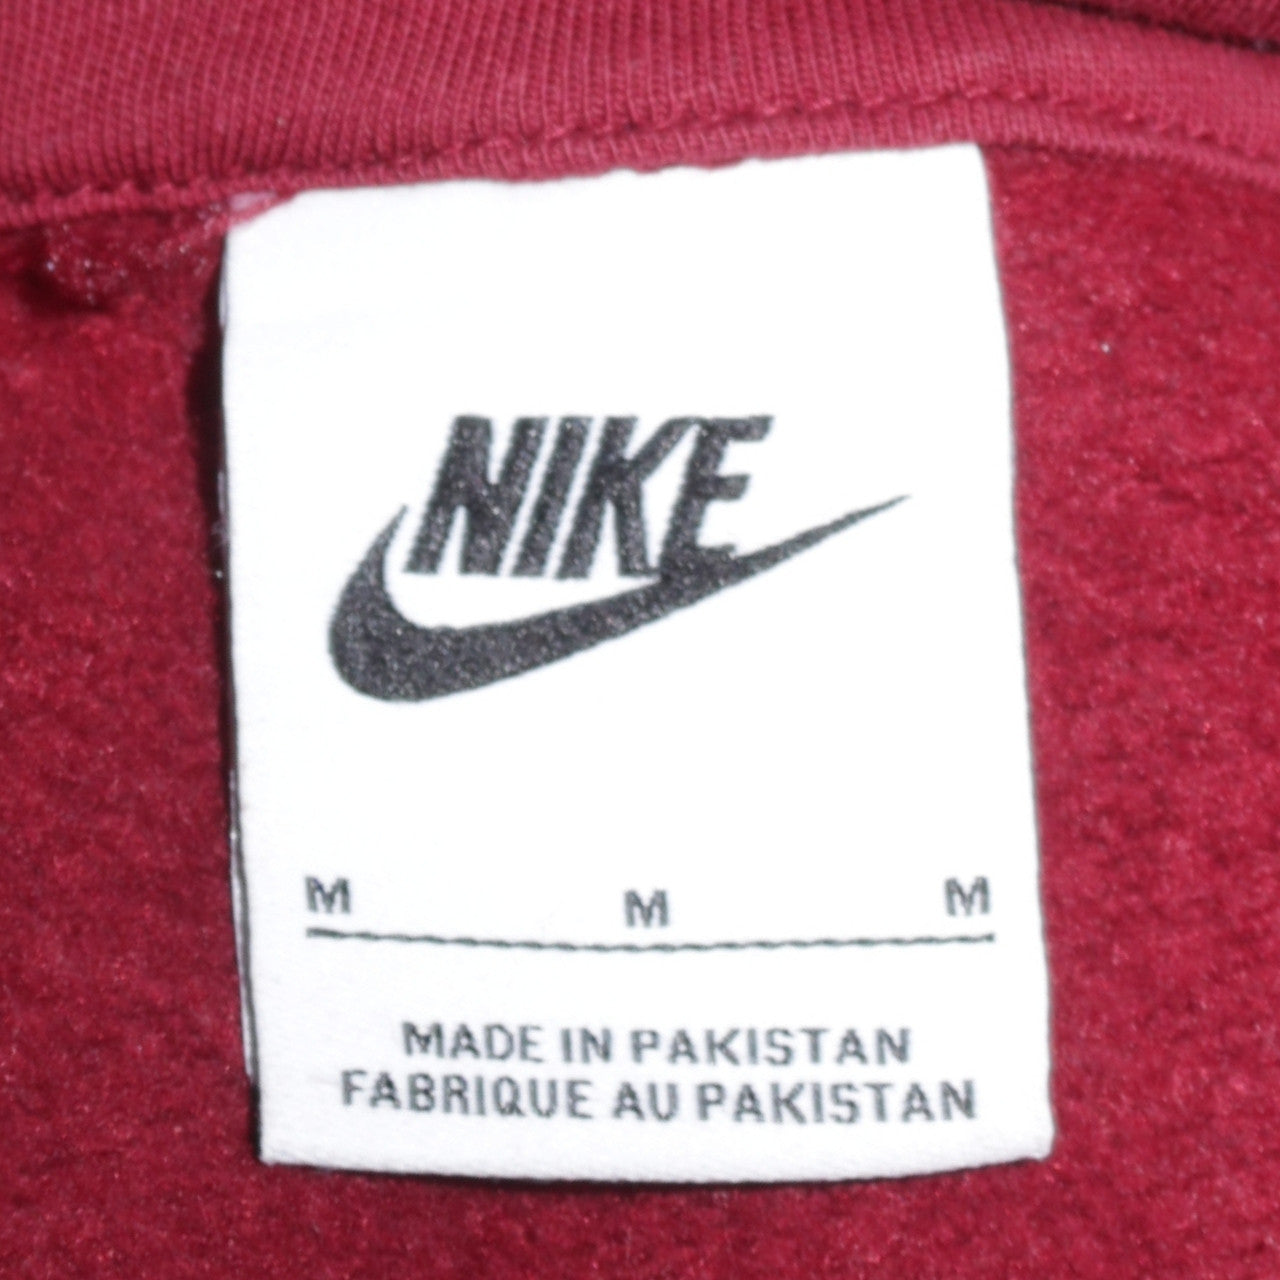 NIKE
M M M
MADE IN PAKISTAN
FABRIQUE AU PAKISTAN